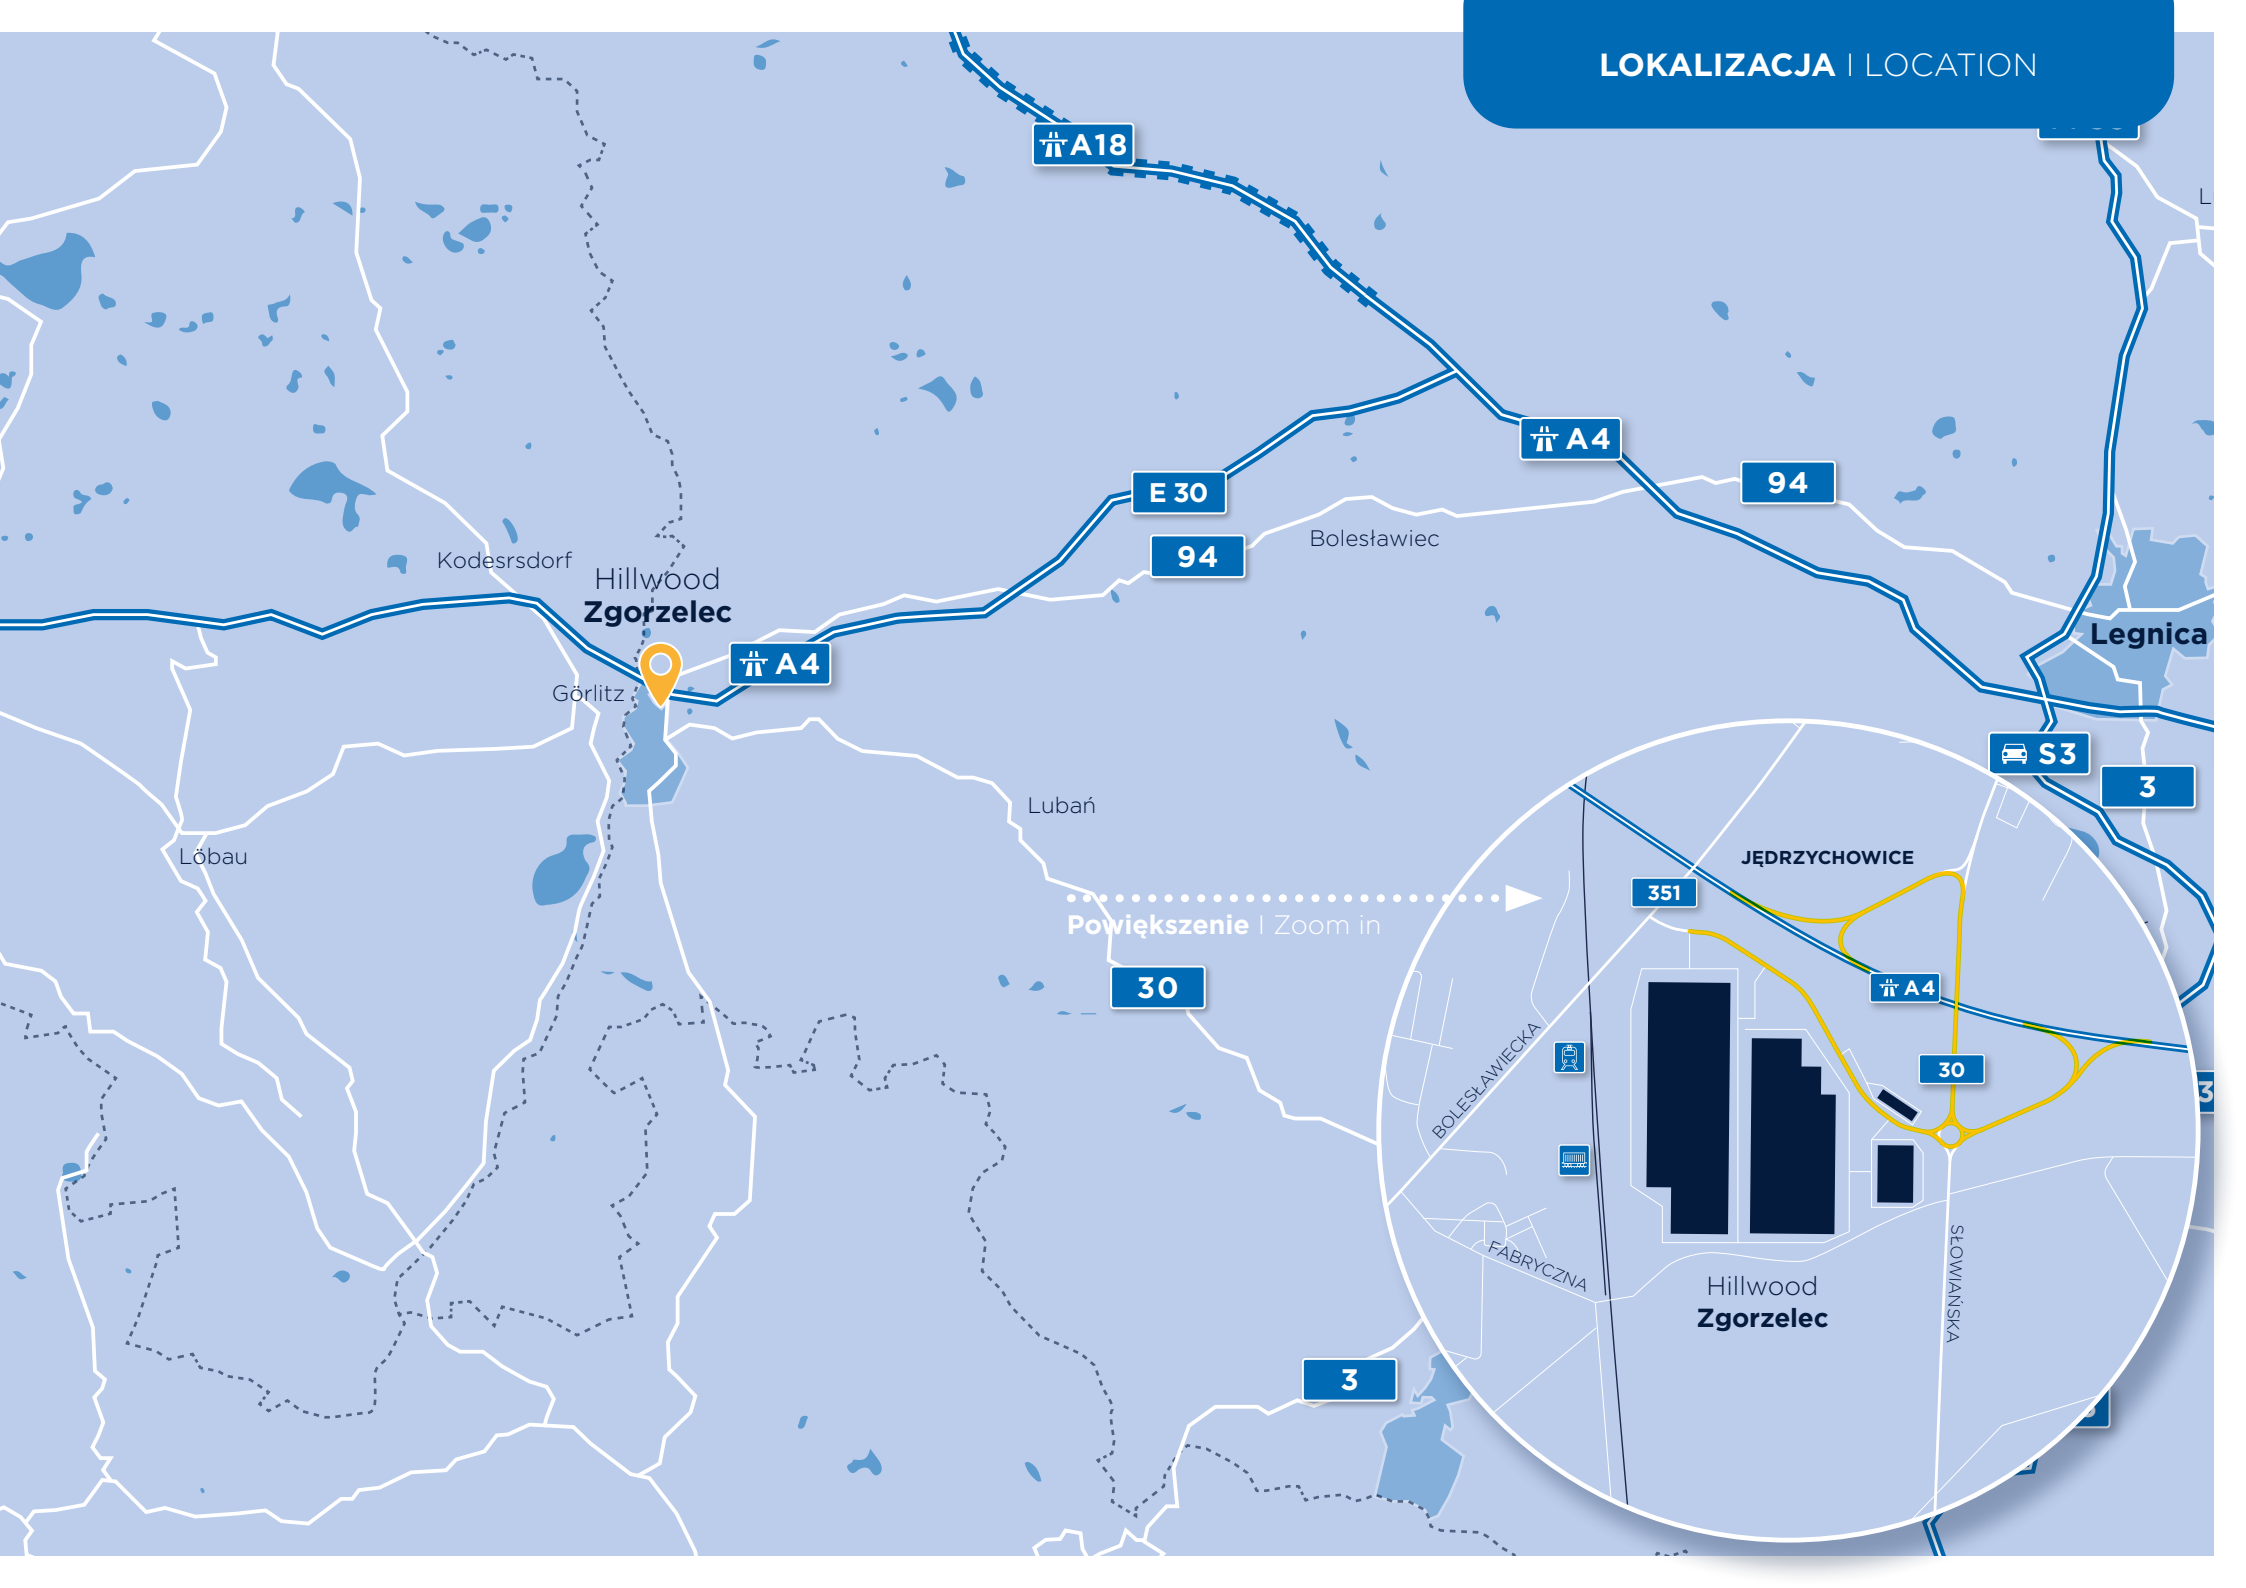 LOKALIZACJA | LOCATION
A18
A4
E 30
94
94
Bolesławiec
Kodesrsdorf
Hillwood
Zgorzelec
Legnica
A4
Görlitz
S3
3
Lubań
Löbau
JĘDRZYCHOWICE
351
Powiększenie | Zoom in
30
A4
BOLESŁAWIECKA
30
FABRYCZNA
SŁOWIAŃSKA
Hillwood
Zgorzelec
3